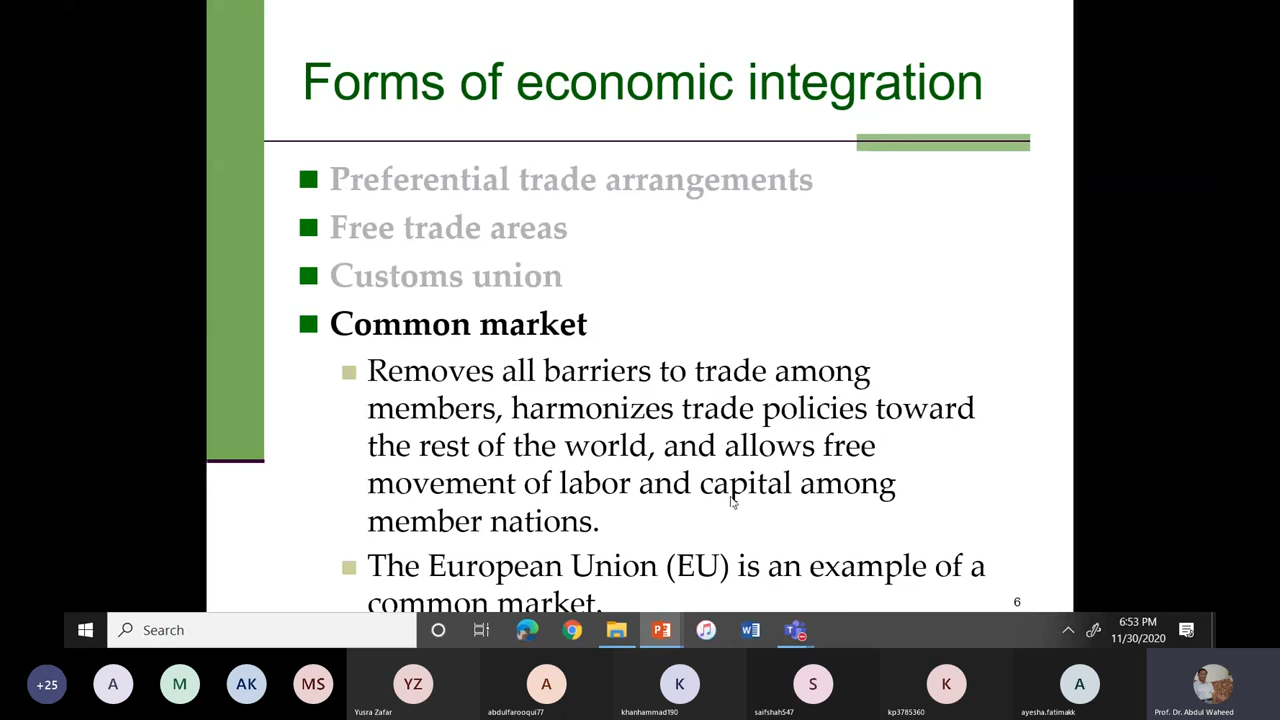 Forms of economic integration
Preferential trade arrangements
Free trade areas
Customs union
Common market
Removes all barriers to trade among
members, harmonizes trade policies toward
the rest of the world, and allows free
movement of labor and capital among
member nations.
The European Union (EU) is an example of a
common market.
6
Search
6:53 PM
11/30/2020
+25
A
M
AK
MS
YZ
A
K
S
K
A
Yusra Zafar
abdulfarooqui77
khanhammad190
saifshah547
kp3785360
ayesha.fatimakk
Prof. Dr. Abdul Waheed